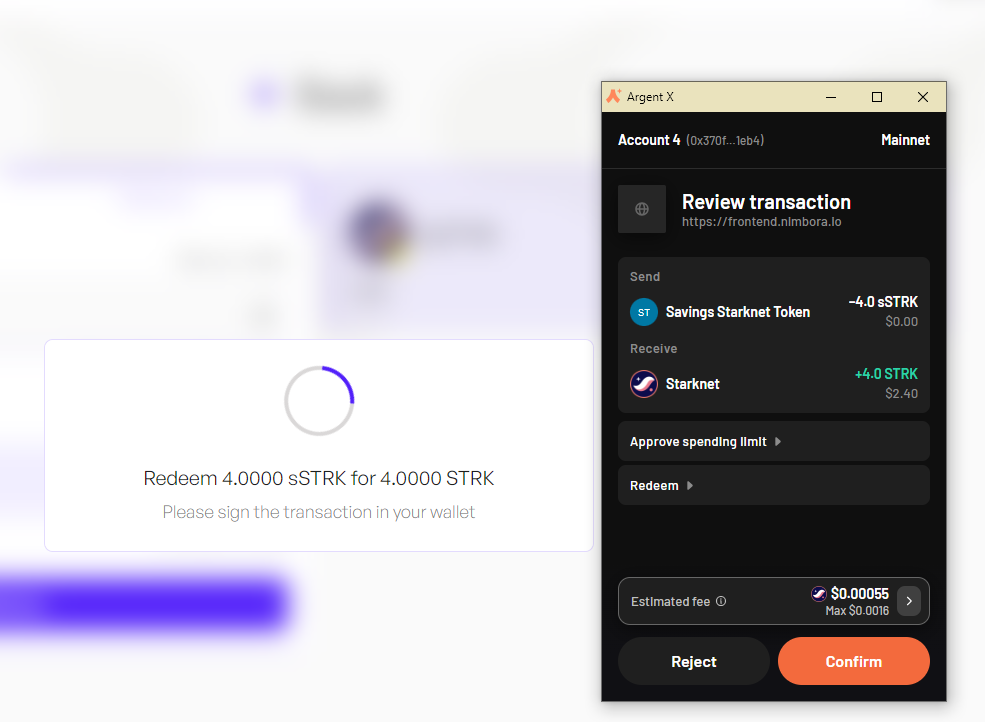 Redeem 4.0000 sSTRK for 4.0000 STRK
Please sign the transaction in your wallet
Argent X
Account 4 (0x370f...1eb4)
Mainnet
Review transaction
https://frontend.nimbora.io
Send
ST
Savings Starknet Token
-4.0 sSTRK
$0.00
Receive
Starknet
+4.0 STRK
$2.40
Approve spending limit
Redeem
Estimated fee
$0.00055
Max $0.0016
Reject
Confirm